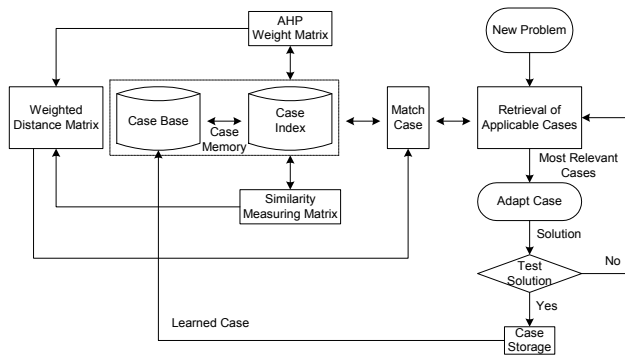 AHP
Weight Matrix
New Problem
Weighted
Distance Matrix
Case Base
Case
Memory
Case
Index
Match
Case
Retrieval of
Applicable Cases
Most Relevant
Cases
Similarity
Measuring Matrix
Adapt Case
Solution
Test
Solution
No
Yes
Learned Case
Case
Storage